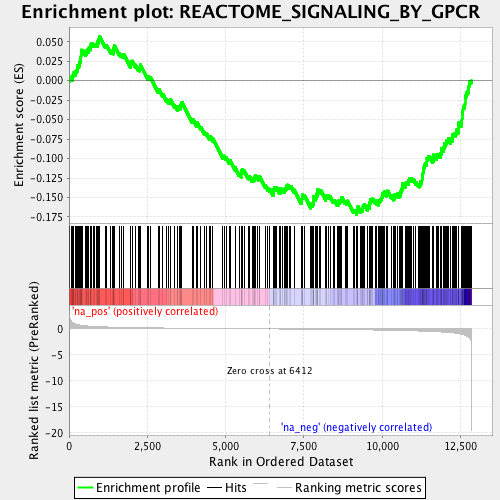 Enrichment plot: REACTOME_SIGNALING_BY_GPCR
Enrichment score (ES)
0.050
0.025
0.000
-0.025
-0.050
-0.075
-0.100
-0.125
-0.150
-0.175
'na_pos' (positively correlated)
Ranked list metric (PreRanked)
0
-5
-10
-15
-20
Zero cross at 6412
'na_neg' (negatively correlated)
0
2,500
5,000
7,500
10,000
12,500
Rank in Ordered Dataset
Enrichment profile
Hits
Ranking metric scores